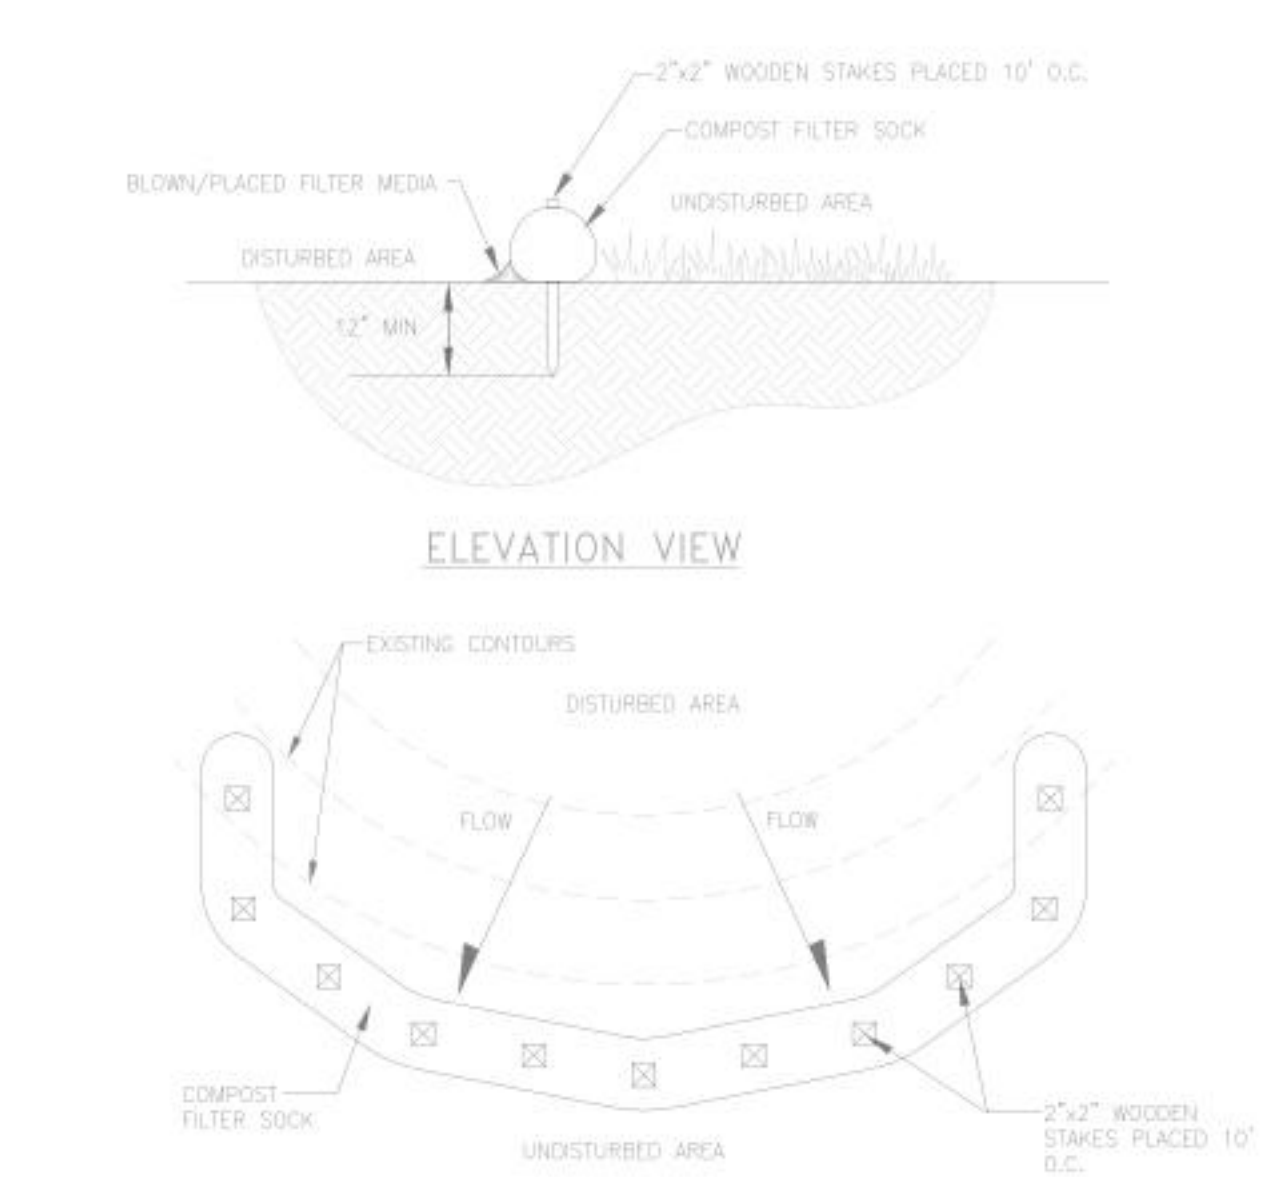 2"x2" WOODEN STAKES PLACED 10' O.C.
COMPOST FILTER SOCK
BLOWN/PLACED FILTER MEDIA
UNDISTURBED AREA
DISTURBED AREA
12" MIN
ELEVATION VIEW
EXISTING CONTOURS
DISTURBED AREA
FLOW
FLOW
COMPOST
FILTER SOCK
2"x2" WOODEN
STAKES PLACED 10'
O.C.
UNDISTURBED AREA